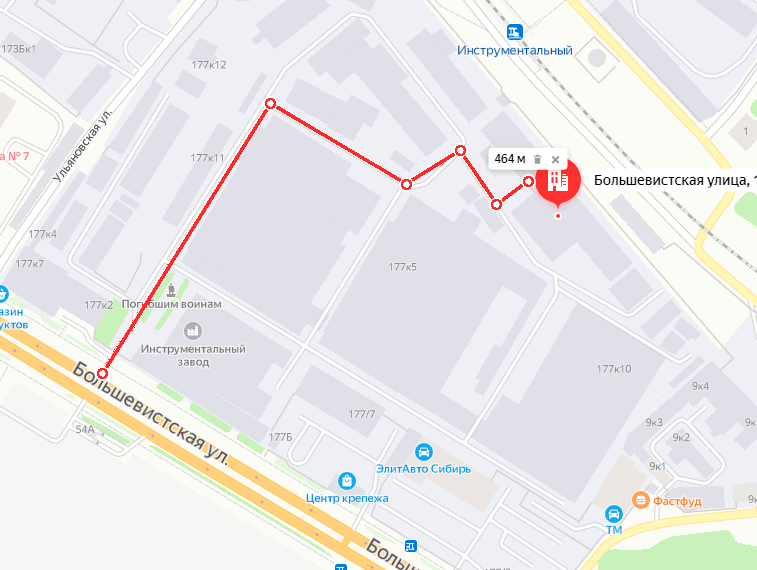 173Бк1
Инструментальный
177к12
Ульяновская ул.
а № 7
177к11
464 м
1
Большевистская улица, 1
177к4
177к7
177к5
177к2
Погибшим воинам
азин
уктов
Инструментальный
завод
177к10
Большевистская ул.
9к4
177/7
9к3
9к2
54А
177Б
9к1
ЭлитАвто Сибирь
Центр крепежа
Фастфуд
9к
ТМ
Большев